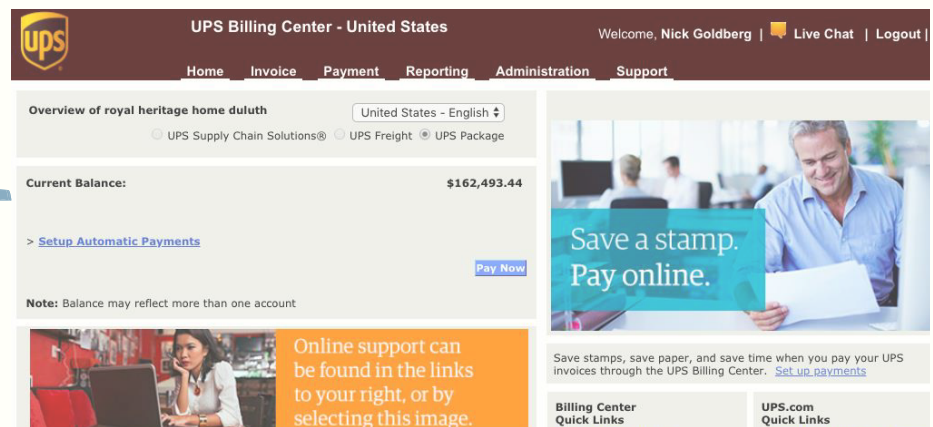 ups
UPS Billing Center - United States
Welcome, Nick Goldberg | Live Chat | Logout |
Home Invoice Payment Reporting Administration Support
Overview of royal heritage home duluth
United States - English
UPS Supply Chain Solutions® UPS Freight UPS Package
Current Balance: $162,493.44
> Setup Automatic Payments
Pay Now
Note: Balance may reflect more than one account
Online support can
be found in the links
to your right, or by
selecting this image.
Save a stamp.
Pay online.
Save stamps, save paper, and save time when you pay your UPS
invoices through the UPS Billing Center. Set up payments
Billing Center
Quick Links
UPS.com
Quick Links